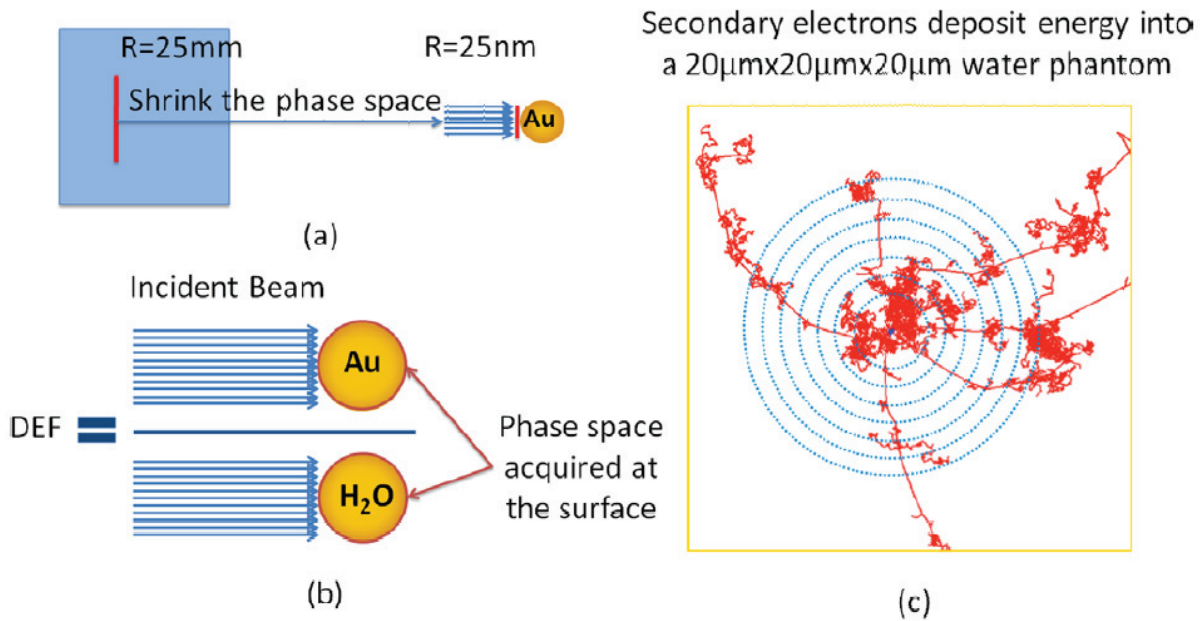 R=25mm
R=25nm
Shrink the phase space
Au
(a)
Incident Beam
Au
DEF =
H₂O
Phase space
acquired at
the surface
(b)
Secondary electrons deposit energy into
a 20μmx20μmx20μm water phantom
(c)